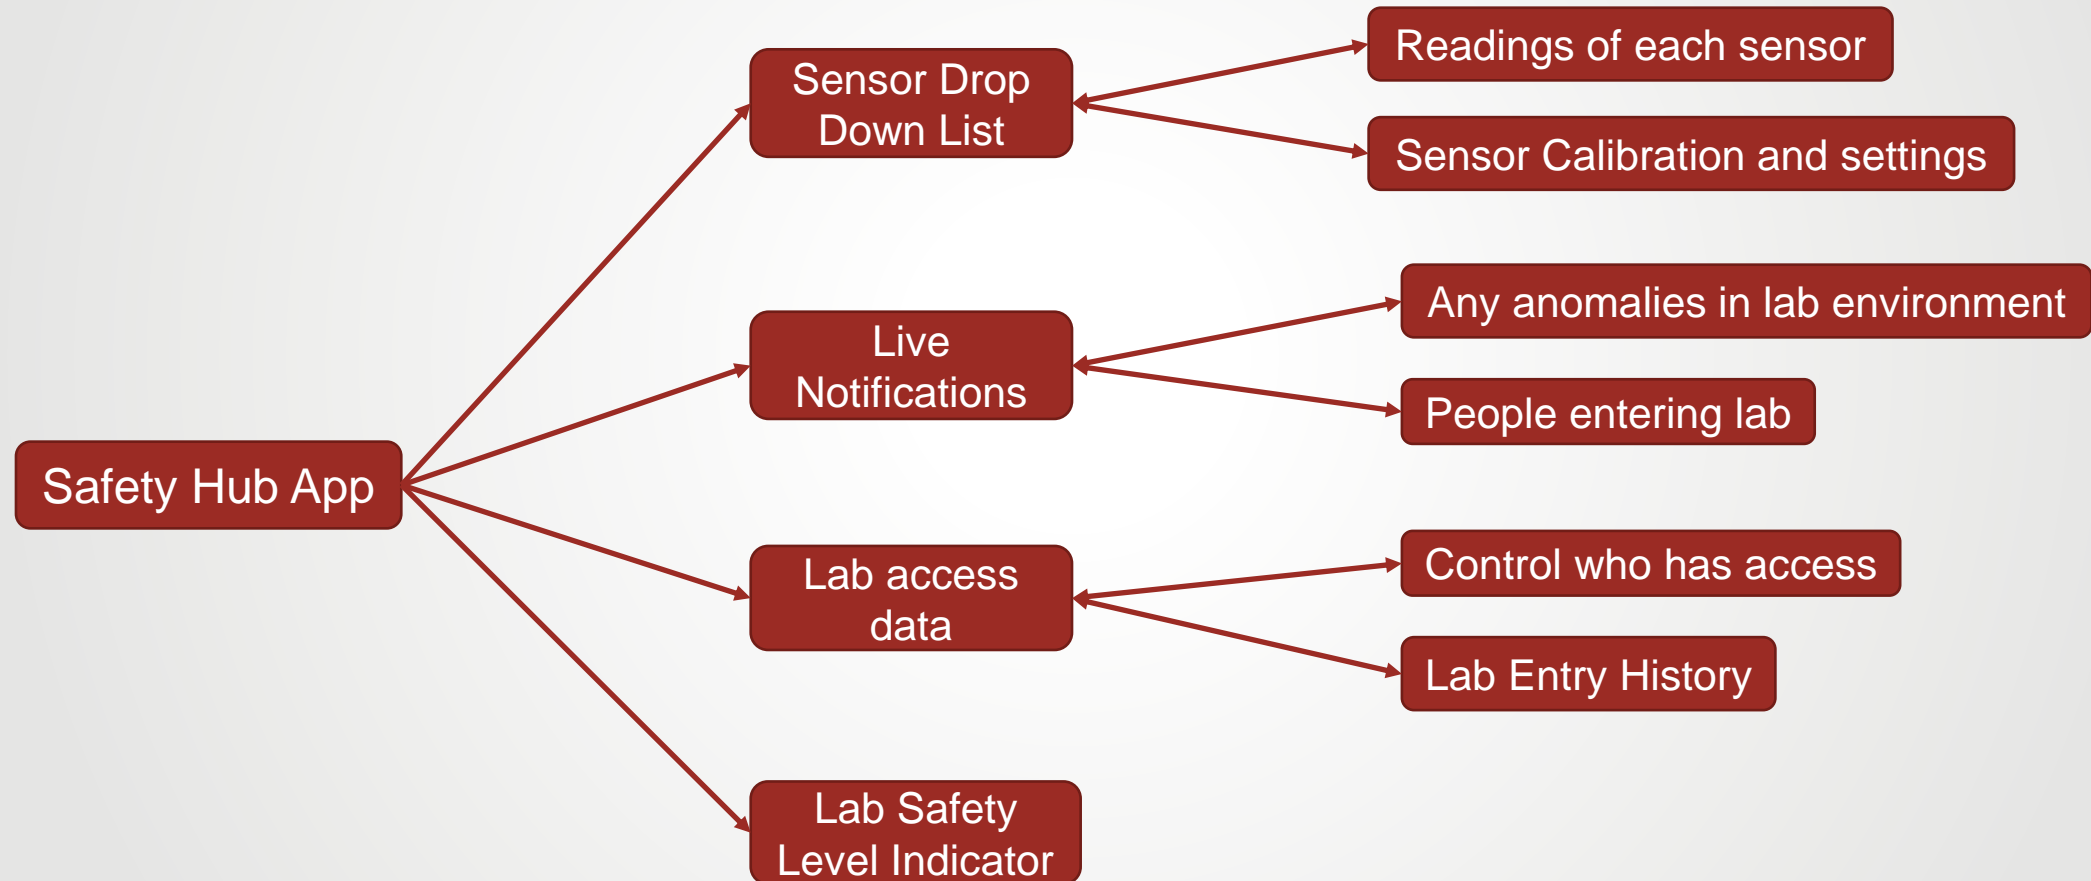 Safety Hub App
Sensor Drop
Down List
Readings of each sensor
Sensor Calibration and settings
Live
Notifications
Any anomalies in lab environment
People entering lab
Lab access
data
Control who has access
Lab Entry History
Lab Safety
Level Indicator